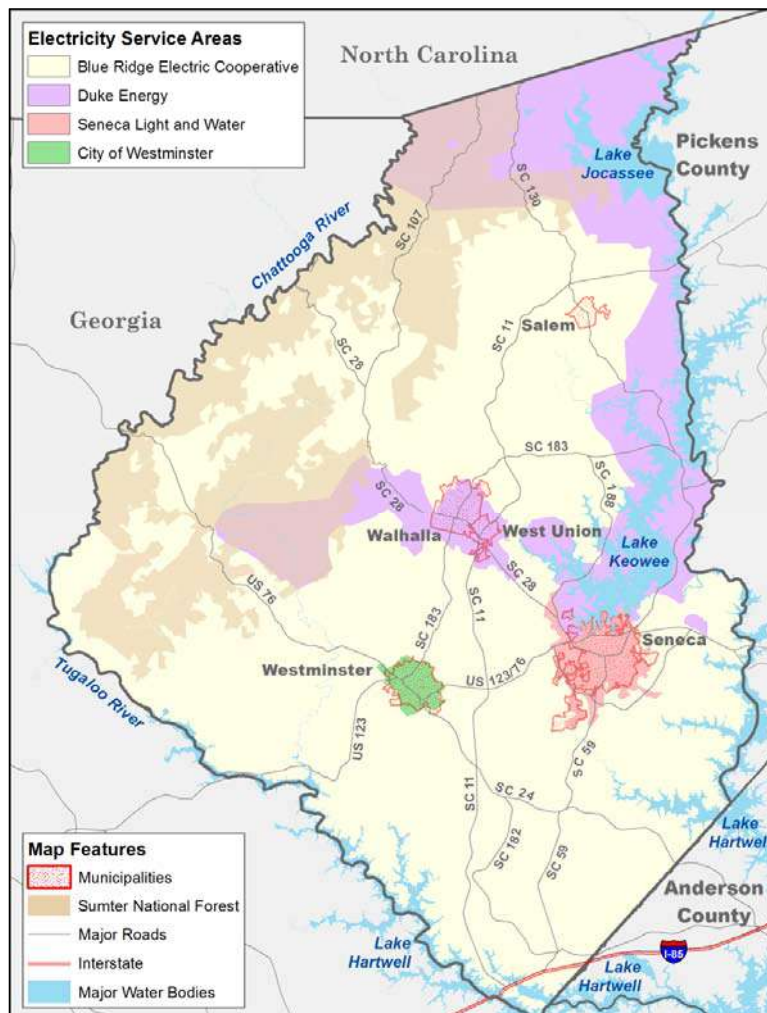 Electricity Service Areas
Blue Ridge Electric Cooperative
Duke Energy
Seneca Light and Water
City of Westminster
North Carolina
Pickens
County
Lake
Jocassee
SC 130
SC 107
Chattooga River
Georgia
Salem
SC 11
SC 28
SC 183
SC 188
SC 28
Walhalla
West Union
Lake
Keowee
SC 28
US 76
SC 183
SC 11
Seneca
Westminster
US 123/76
Tugaloo River
US 123
SC 59
SC 24
SC 11
SC 182
SC 59
Lake
Hartwell
Anderson
County
I-85
Lake
Hartwell
Lake
Hartwell
Map Features
Municipalities
Sumter National Forest
Major Roads
Interstate
Major Water Bodies